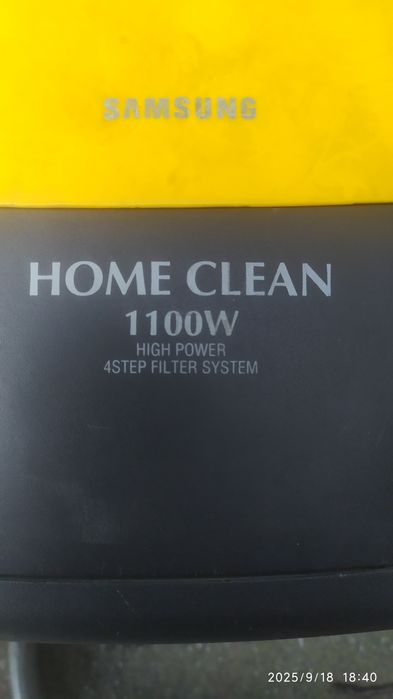 SAMSUNG
HOME CLEAN
1100W
HIGH POWER
4STEP FILTER SYSTEM
2025/9/18 18:40